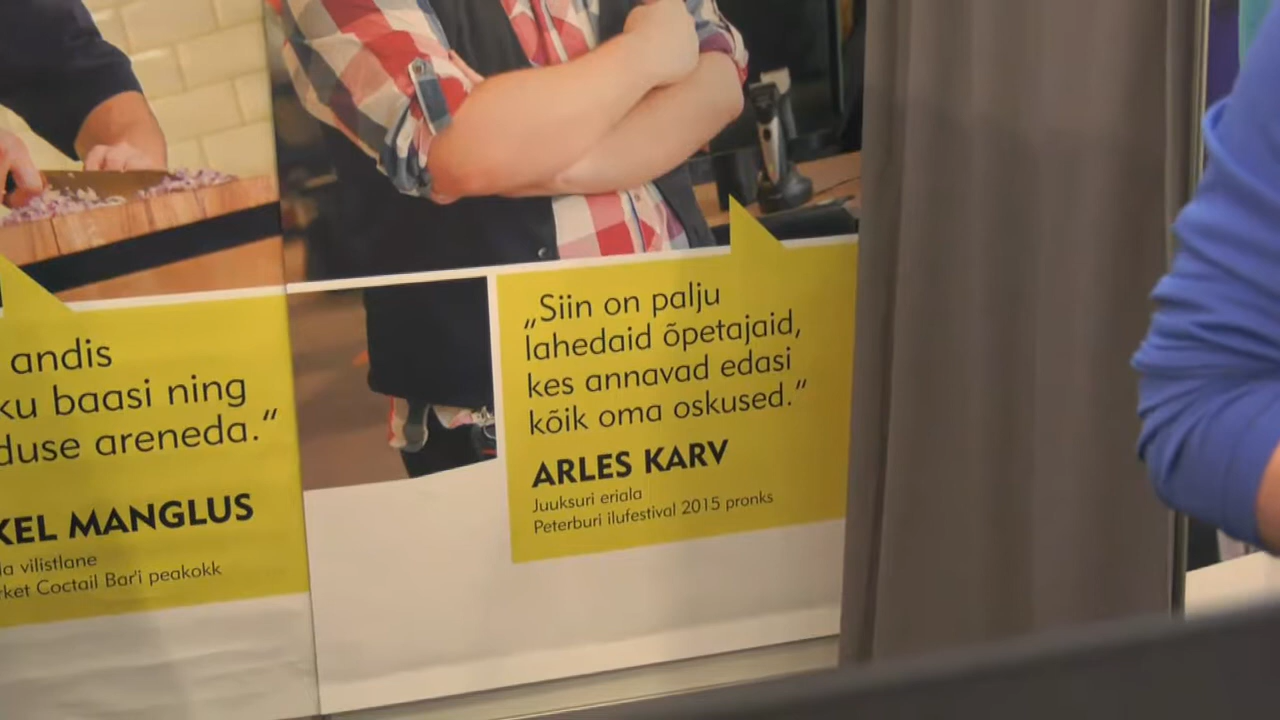 andis
ku baasi ning
duse areneda.”
KEL MANGLUS
la vilistlane
rket Coctail Bar'i peakokk
„Siin on palju
lahedaid õpetajaid,
kes annavad edasi
kõik oma oskused.”
ARLES KARV
Juuksuri eriala
Peterburi ilufestival 2015 pronks